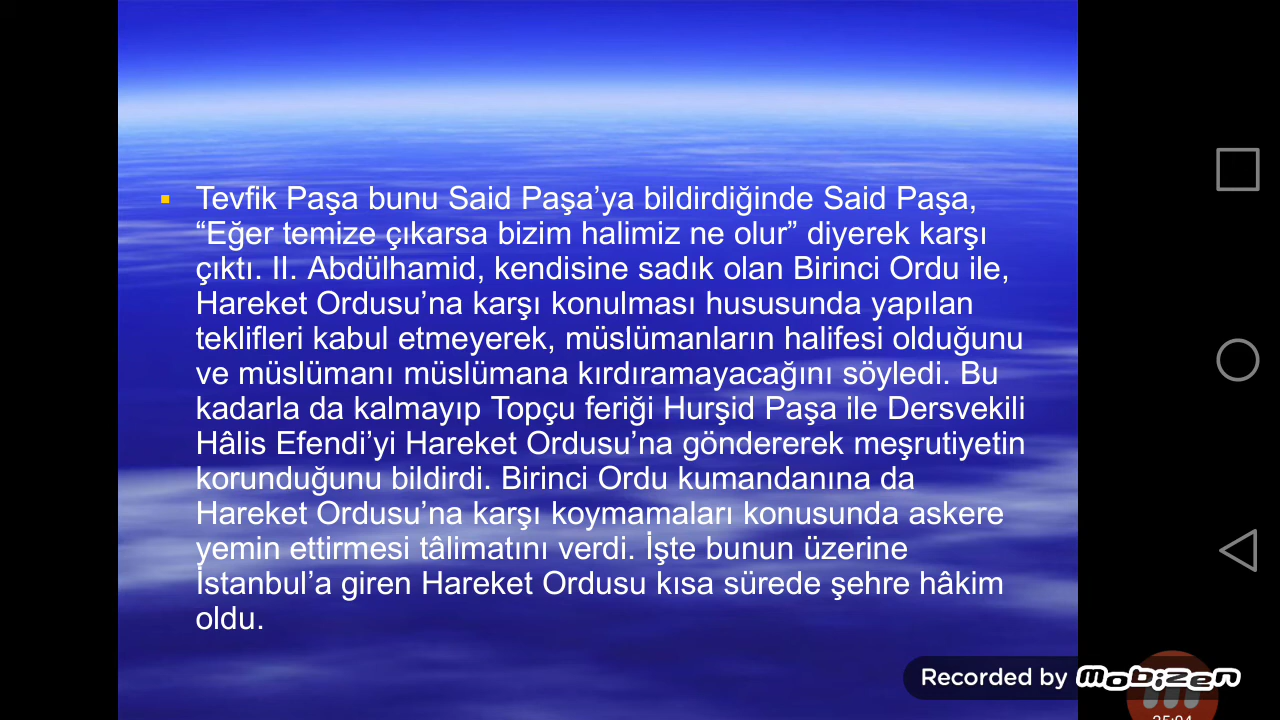 Tevfik Paşa bunu Said Paşa’ya bildirdiğinde Said Paşa,
“Eğer temize çıkarsa bizim halimiz ne olur” diyerek karşı
çıktı. II. Abdülhamid, kendisine sadık olan Birinci Ordu ile,
Hareket Ordusu’na karşı konulması hususunda yapılan
teklifleri kabul etmeyerek, müslümanların halifesi olduğunu
ve müslümanı müslümana kırdıramayacağını söyledi. Bu
kadarla da kalmayıp Topçu feriği Hurşid Paşa ile Dersvekili
Hâlis Efendi’yi Hareket Ordusu’na göndererek meşrutiyetin
korunduğunu bildirdi. Birinci Ordu kumandanına da
Hareket Ordusu’na karşı koymamaları konusunda askere
yemin ettirmesi tâlimatını verdi. İşte bunun üzerine
İstanbul’a giren Hareket Ordusu kısa sürede şehre hâkim
oldu.
Recorded by mobizen